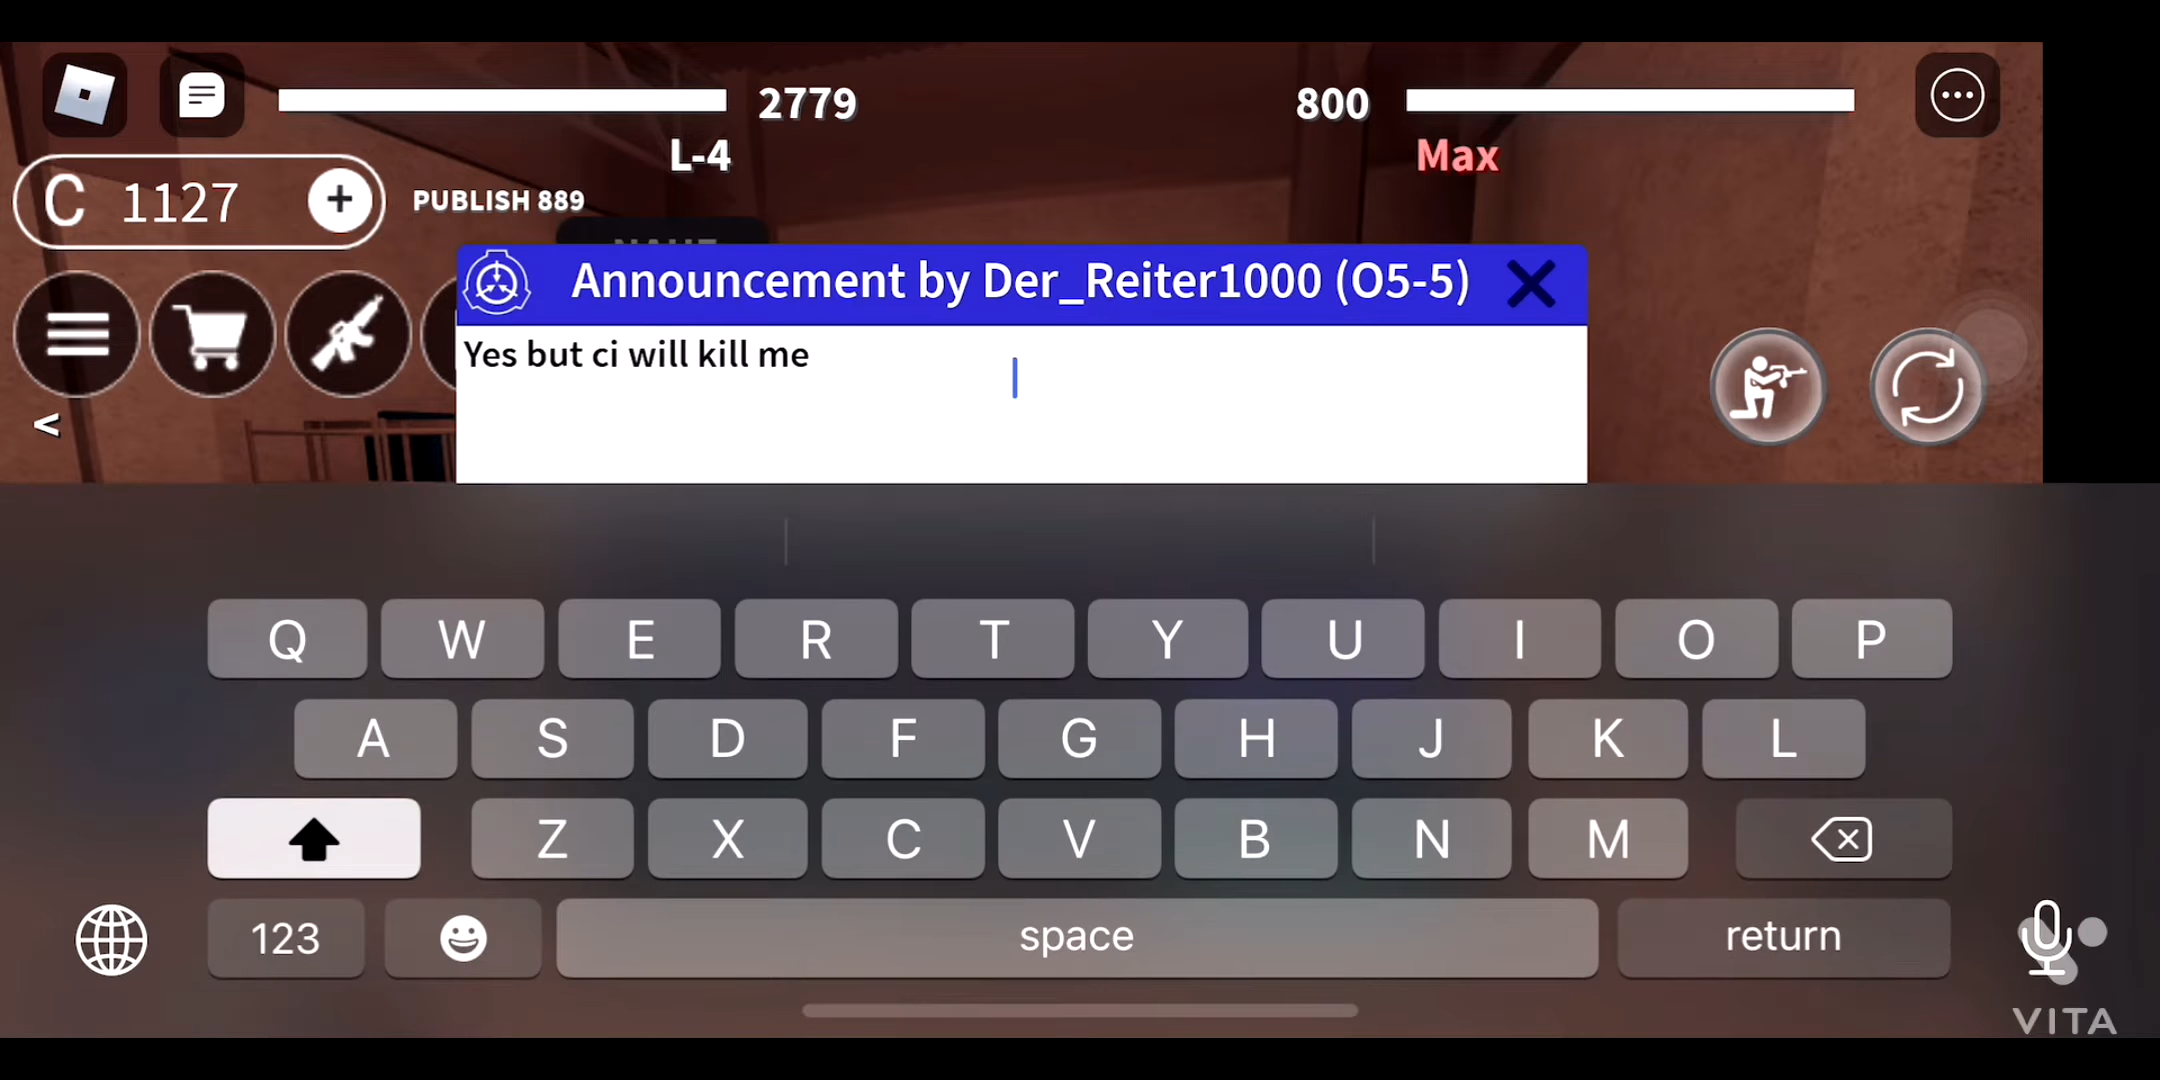 2779
800
L-4
Max
C 1127 +
PUBLISH 889
Announcement by Der_Reiter1000 (O5-5)
Yes but ci will kill me
<
Q W E R T Y U I O P
A S D F G H J K L
Z X C V B N M
123
space
return
VITA